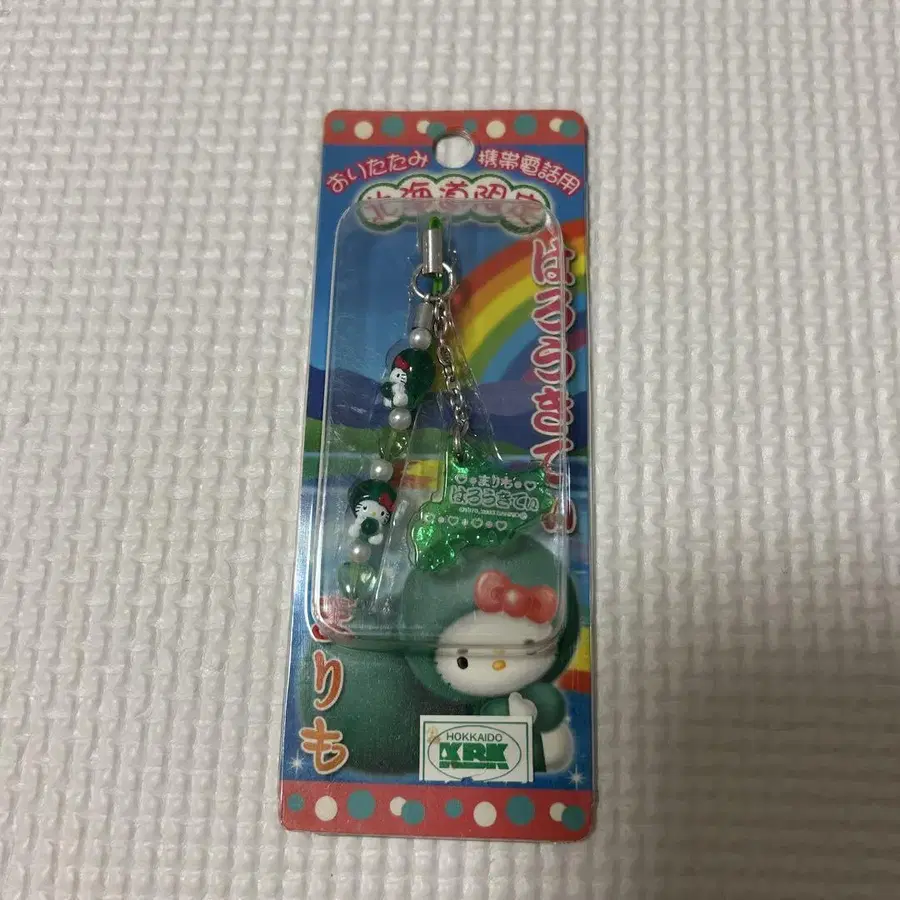 おりたたみ
携帯電話用
北海道限定
はろうきてぃ
まりも
まりも
はろうきてぃ
HOKKAIDO
XRK